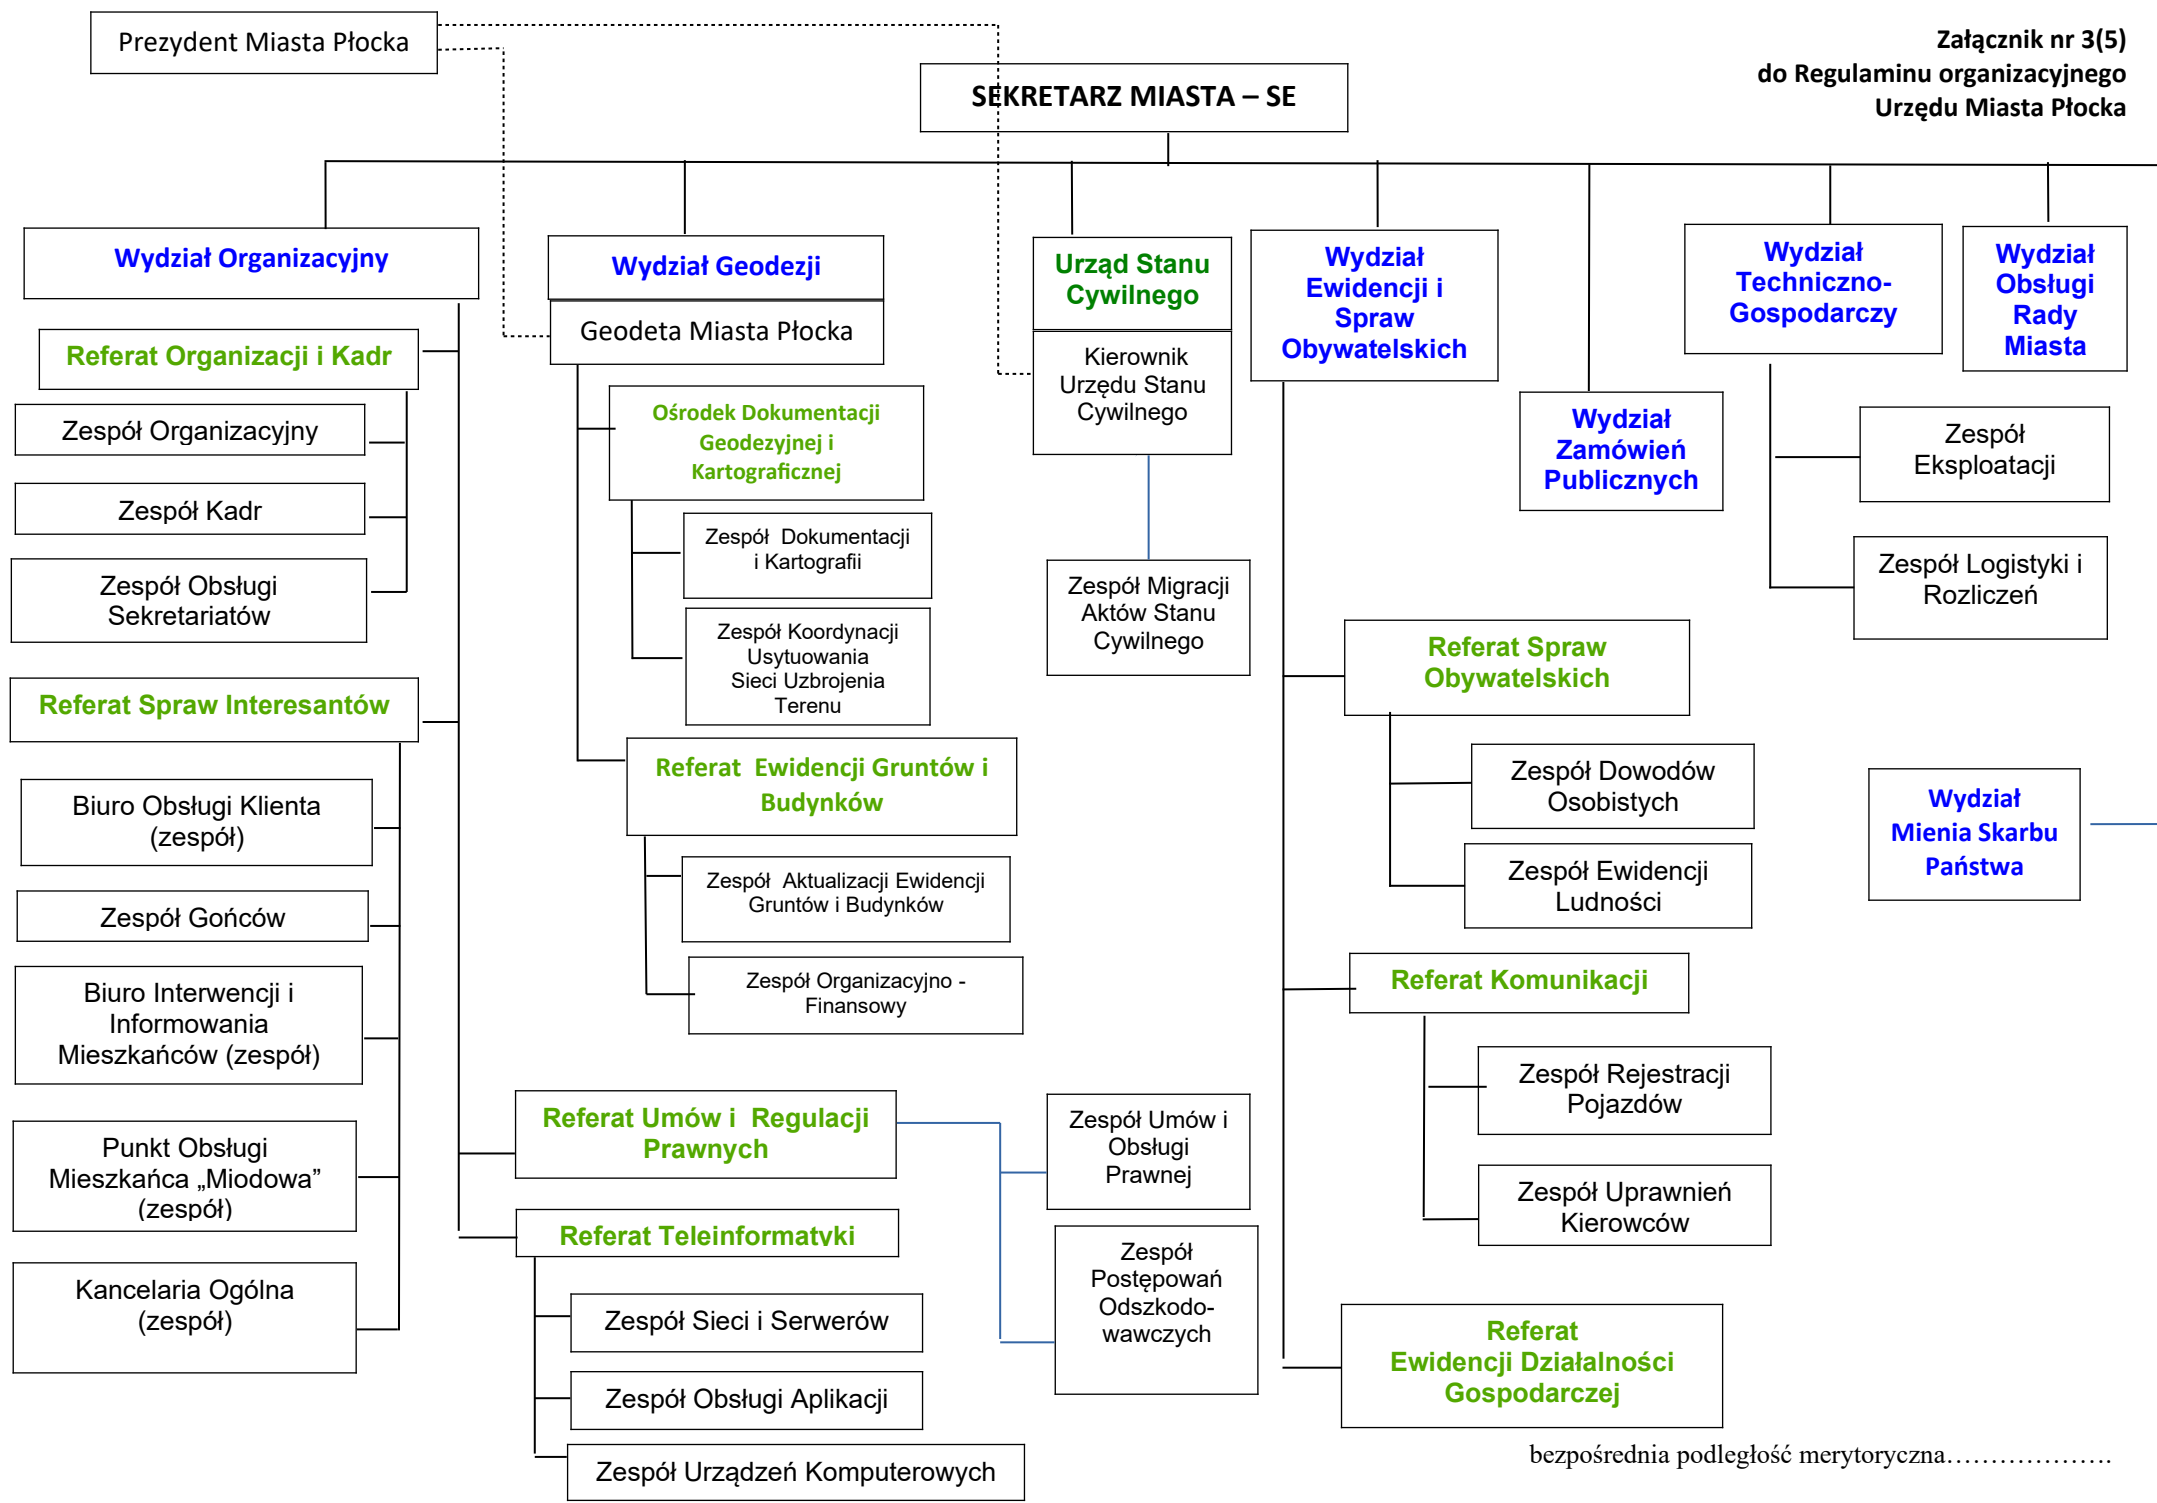 Prezydent Miasta Płocka
Załącznik nr 3(5)
do Regulaminu organizacyjnego
Urzędu Miasta Płocka
SEKRETARZ MIASTA – SE
Wydział Organizacyjny
Referat Organizacji i Kadr
Zespół Organizacyjny
Zespół Kadr
Zespół Obsługi
Sekretariatów
Referat Spraw Interesantów
Biuro Obsługi Klienta
(zespół)
Zespół Gońców
Biuro Interwencji i
Informowania
Mieszkańców (zespół)
Punkt Obsługi
Mieszkańca „Miodowa”
(zespół)
Kancelaria Ogólna
(zespół)
Referat Umów i Regulacji
Prawnych
Zespół Umów i
Obsługi
Prawnej
Zespół
Postępowań
Odszkodo-
wawczych
Referat Teleinformatyki
Zespół Sieci i Serwerów
Zespół Obsługi Aplikacji
Zespół Urządzeń Komputerowych
Wydział Geodezji
Geodeta Miasta Płocka
Ośrodek Dokumentacji
Geodezyjnej i
Kartograficznej
Zespół Dokumentacji
i Kartografii
Zespół Koordynacji
Usytuowania
Sieci Uzbrojenia
Terenu
Referat Ewidencji Gruntów i
Budynków
Zespół Aktualizacji Ewidencji
Gruntów i Budynków
Zespół Organizacyjno -
Finansowy
Urząd Stanu
Cywilnego
Kierownik
Urzędu Stanu
Cywilnego
Zespół Migracji
Aktów Stanu
Cywilnego
Wydział
Ewidencji i
Spraw
Obywatelskich
Referat Spraw
Obywatelskich
Zespół Dowodów
Osobistych
Zespół Ewidencji
Ludności
Referat Komunikacji
Zespół Rejestracji
Pojazdów
Zespół Uprawnień
Kierowców
Referat
Ewidencji Działalności
Gospodarczej
Wydział
Zamówień
Publicznych
Wydział
Techniczno-
Gospodarczy
Zespół
Eksploatacji
Zespół Logistyki i
Rozliczeń
Wydział
Obsługi
Rady
Miasta
Wydział
Mienia Skarbu
Państwa
bezpośrednia podległość merytoryczna……………….